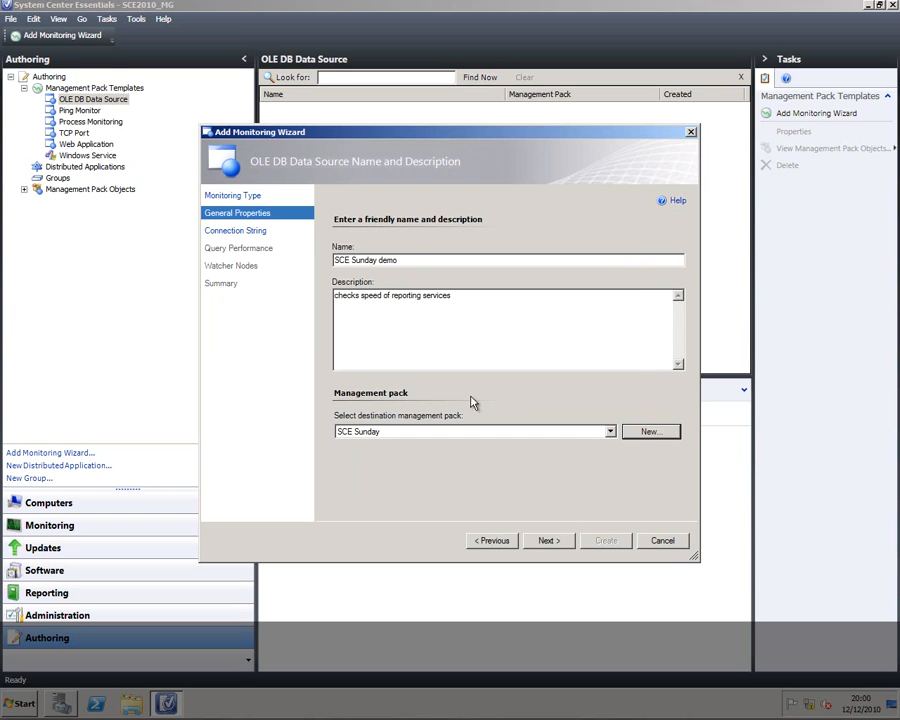 System Center Essentials - SCE2010_MG
File Edit View Go Tasks Tools Help
Add Monitoring Wizard
Authoring
Authoring
Management Pack Templates
OLE DB Data Source
Ping Monitor
Process Monitoring
TCP Port
Web Application
Windows Service
Distributed Applications
Groups
Management Pack Objects
Add Monitoring Wizard...
New Distributed Application...
New Group...
Computers
Monitoring
Updates
Software
Reporting
Administration
Authoring
Ready
OLE DB Data Source
Look for: Find Now Clear X
Name Management Pack Created
Add Monitoring Wizard
OLE DB Data Source Name and Description
Monitoring Type
General Properties
Connection String
Query Performance
Watcher Nodes
Summary
Help
Enter a friendly name and description
Name:
SCE Sunday demo
Description:
checks speed of reporting services
Management pack
Select destination management pack:
SCE Sunday New...
< Previous Next > Create Cancel
Tasks
Management Pack Templates
Add Monitoring Wizard
Properties
View Management Pack Objects...
Delete
Start
20:00
12/12/2010